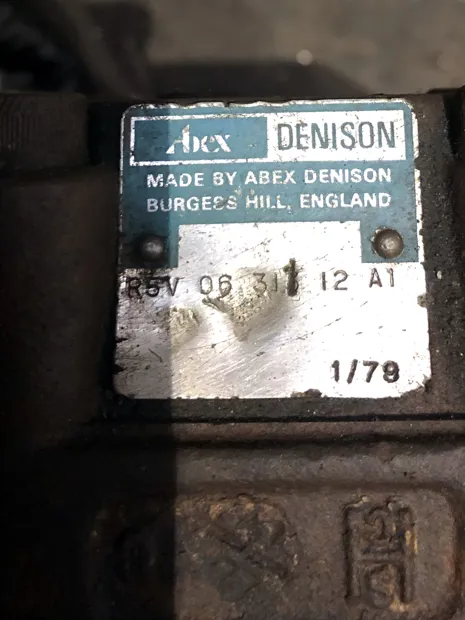 Abex DENISON
MADE BY ABEX DENISON
BURGESS HILL, ENGLAND
R5V 06 12 A1
1/79